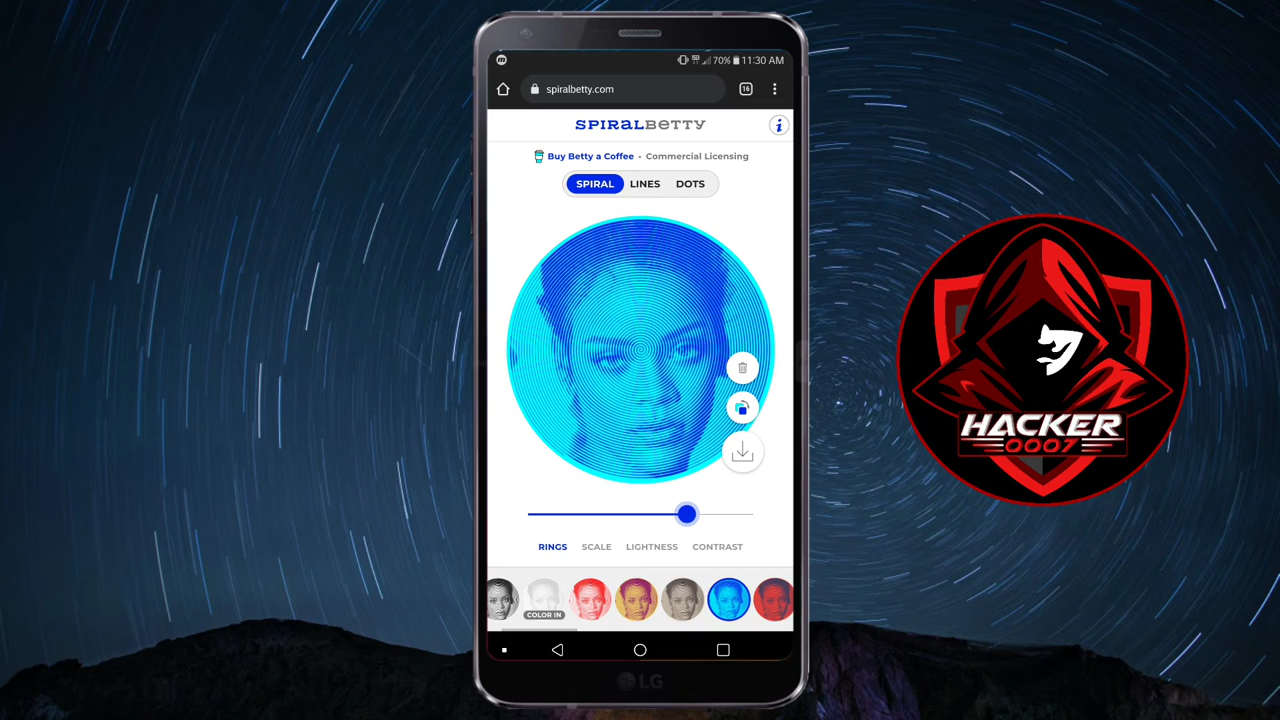 70% 11:30 AM
spiralbetty.com
16
SPIRALBETTY
i
Buy Betty a Coffee • Commercial Licensing
SPIRAL LINES DOTS
RINGS SCALE LIGHTNESS CONTRAST
COLOR IN
LG
HACKER
0007